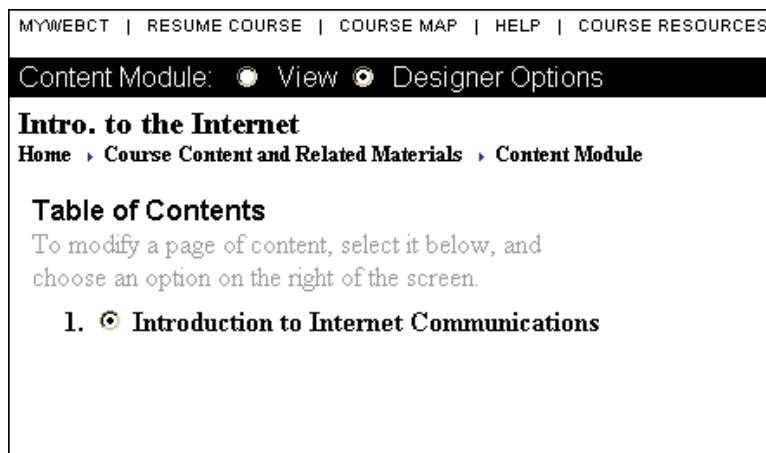 MYWEBCT | RESUME COURSE | COURSE MAP | HELP | COURSE RESOURCES
Content Module: View Designer Options
Intro. to the Internet
Home Course Content and Related Materials Content Module
Table of Contents
To modify a page of content, select it below, and
choose an option on the right of the screen.
1. Introduction to Internet Communications